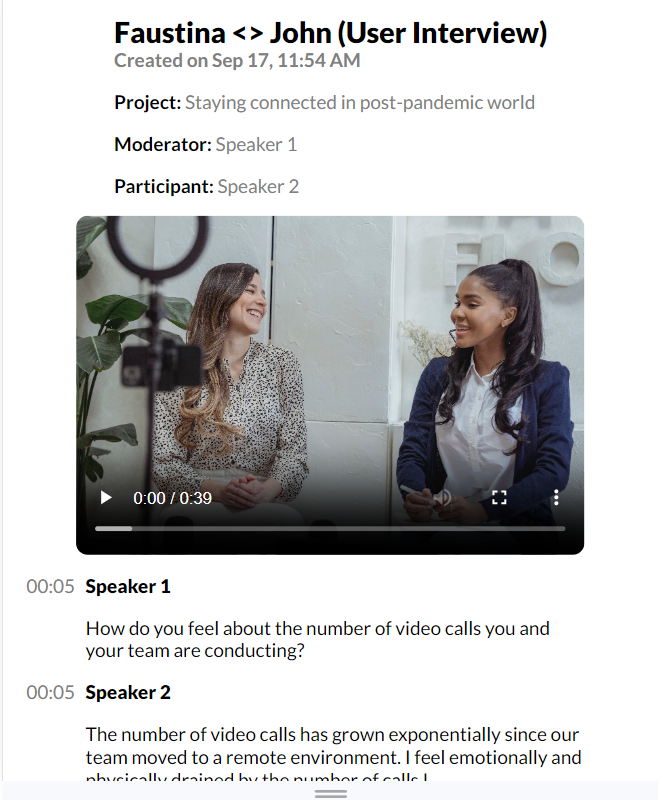 Faustina <> John (User Interview)
Created on Sep 17, 11:54 AM
Project: Staying connected in post-pandemic world
Moderator: Speaker 1
Participant: Speaker 2
FIO
0:00 / 0:39
00:05 Speaker 1
How do you feel about the number of video calls you and
your team are conducting?
00:05 Speaker 2
The number of video calls has grown exponentially since our
team moved to a remote environment. I feel emotionally and
physically drained by the number of calls I